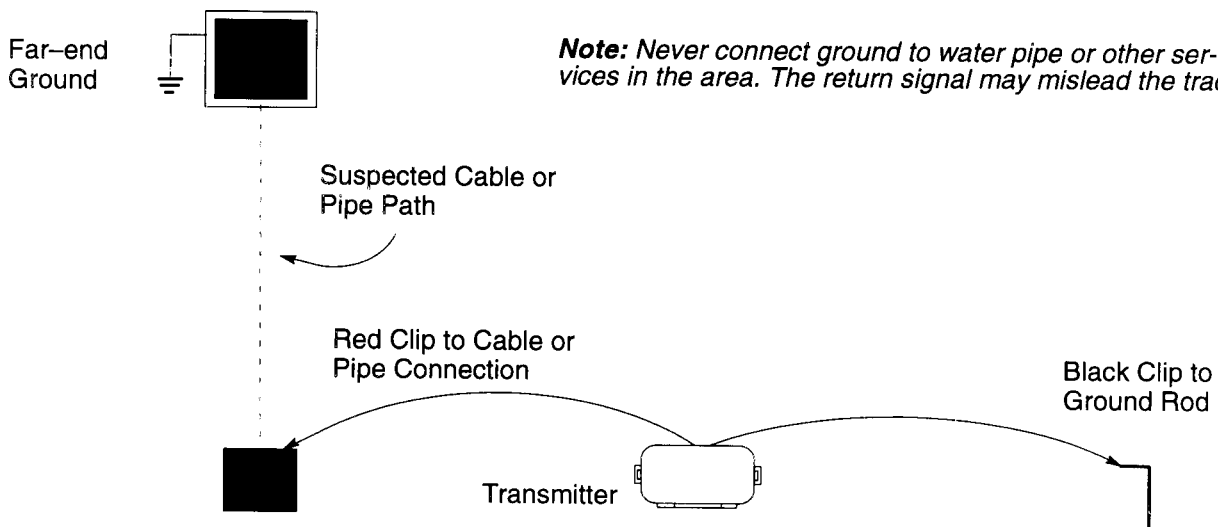 Far–end
Ground
Note: Never connect ground to water pipe or other ser-
vices in the area. The return signal may mislead the
Suspected Cable or
Pipe Path
Red Clip to Cable or
Pipe Connection
Black Clip to
Ground Rod
Transmitter